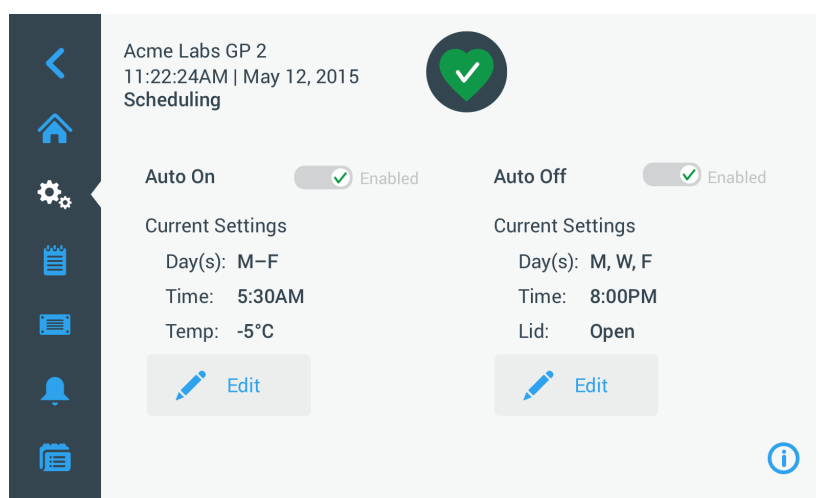 Acme Labs GP 2
11:22:24AM | May 12, 2015
Scheduling
Auto On
Enabled
Current Settings
Day(s): M–F
Time: 5:30AM
Temp: -5°C
Edit
Auto Off
Enabled
Current Settings
Day(s): M, W, F
Time: 8:00PM
Lid: Open
Edit